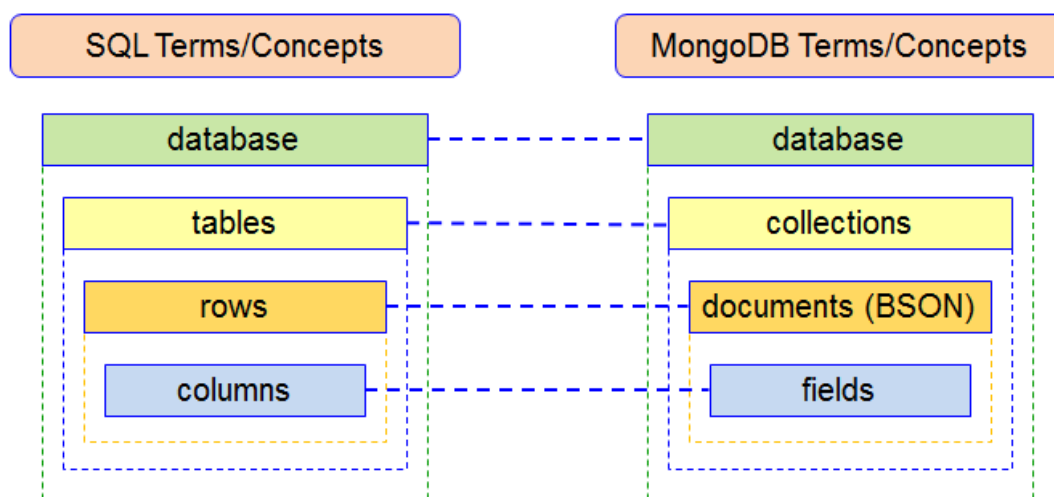 SQL Terms/Concepts
MongoDB Terms/Concepts
database
database
tables
collections
rows
documents (BSON)
columns
fields